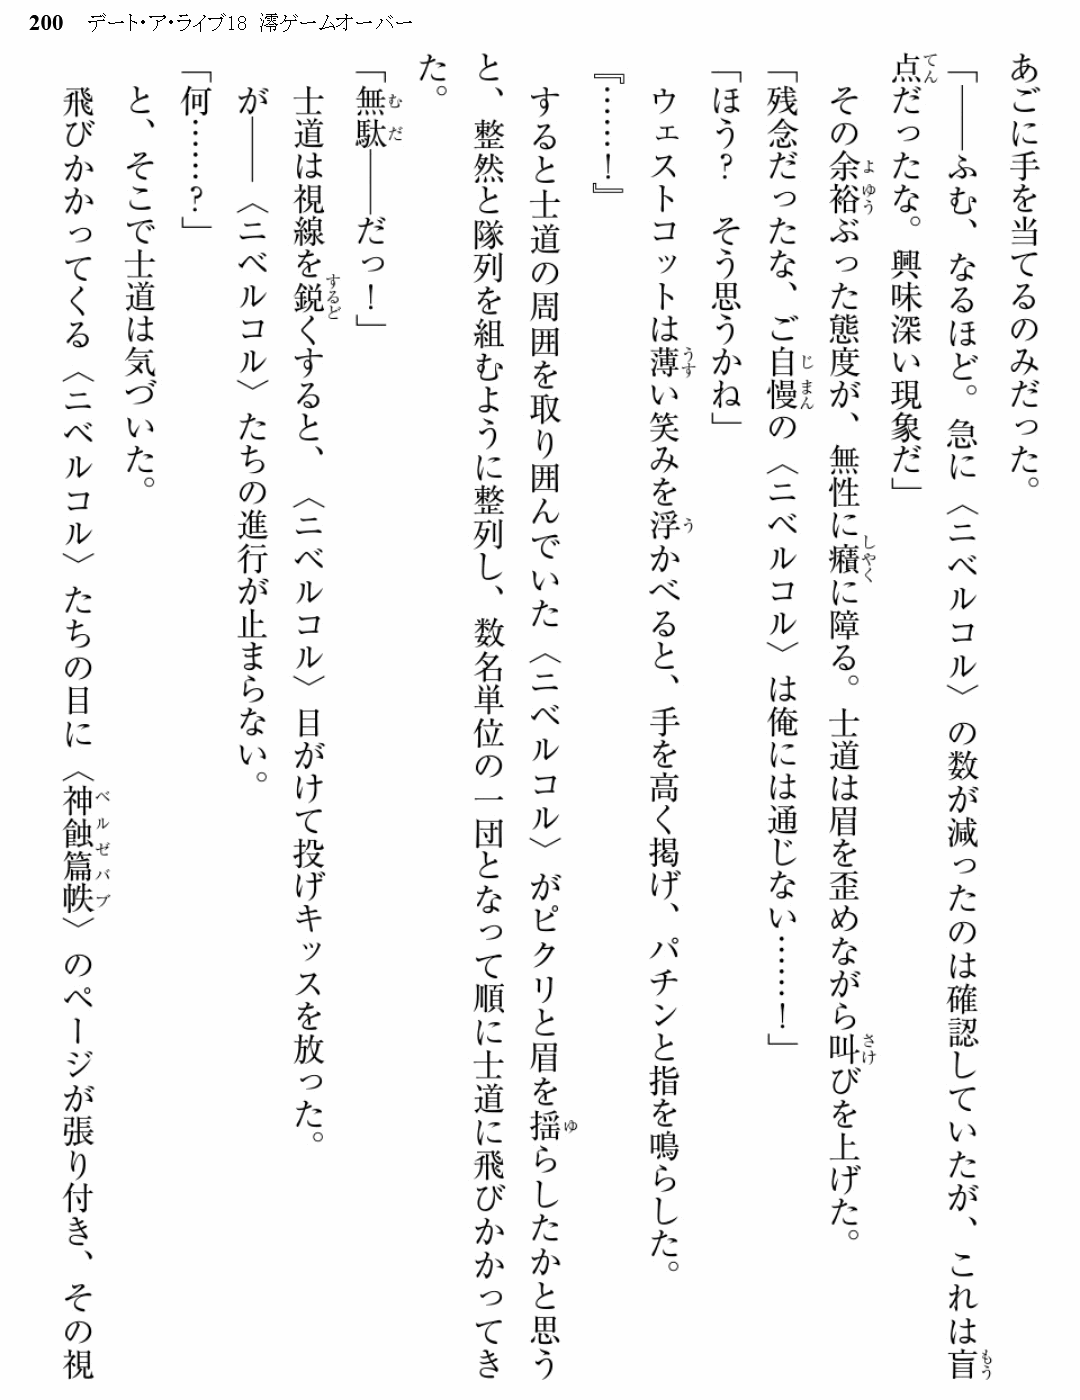 200 デート・ア・ライブ18 澪ゲームオーバー
あごに手を当てるのみだった。
「――ふむ、なるほど。急に〈ニベルコル〉の数が減ったのは確認していたが、これは盲
点だったな。興味深い現象だ」
その余裕ぶった態度が、無性に癪に障る。士道は眉を歪めながら叫びを上げた。
「残念だったな、ご自慢の〈ニベルコル〉は俺には通じない……！」
「ほう？　そう思うかね」
ウェストコットは薄い笑みを浮かべると、手を高く掲げ、パチンと指を鳴らした。
『……！』
すると士道の周囲を取り囲んでいた〈ニベルコル〉がピクリと眉を揺らしたかと思う
と、整然と隊列を組むように整列し、数名単位の一団となって順に士道に飛びかかってき
た。
「無駄――だっ！」
士道は視線を鋭くすると、〈ニベルコル〉目がけて投げキッスを放った。
が――〈ニベルコル〉たちの進行が止まらない。
「何……？」
と、そこで士道は気づいた。
飛びかかってくる〈ニベルコル〉たちの目に〈神蝕篇帙〉のページが張り付き、その視